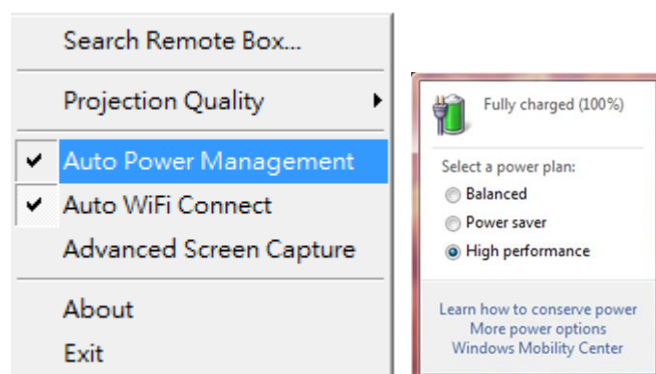 Search Remote Box...
Projection Quality
Auto Power Management
Auto WiFi Connect
Advanced Screen Capture
About
Exit
Fully charged (100%)
Select a power plan:
Balanced
Power saver
High performance
Learn how to conserve power
More power options
Windows Mobility Center